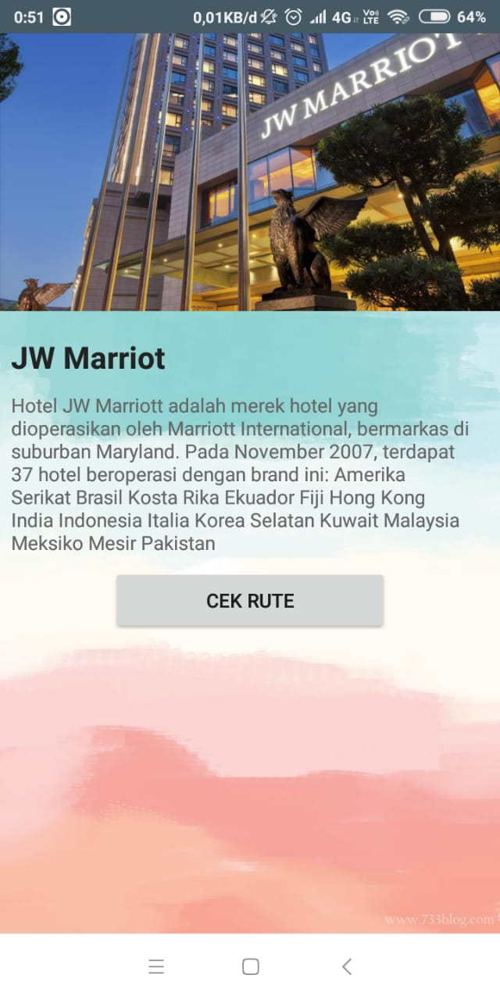 0:51 0,01KB/d 4G Vo)) LTE 64%
JW MARRIOT
JW Marriot
Hotel JW Marriott adalah merek hotel yang
dioperasikan oleh Marriott International, bermarkas di
suburban Maryland. Pada November 2007, terdapat
37 hotel beroperasi dengan brand ini: Amerika
Serikat Brasil Kosta Rika Ekuador Fiji Hong Kong
India Indonesia Italia Korea Selatan Kuwait Malaysia
Meksiko Mesir Pakistan
CEK RUTE
www.733blog.com